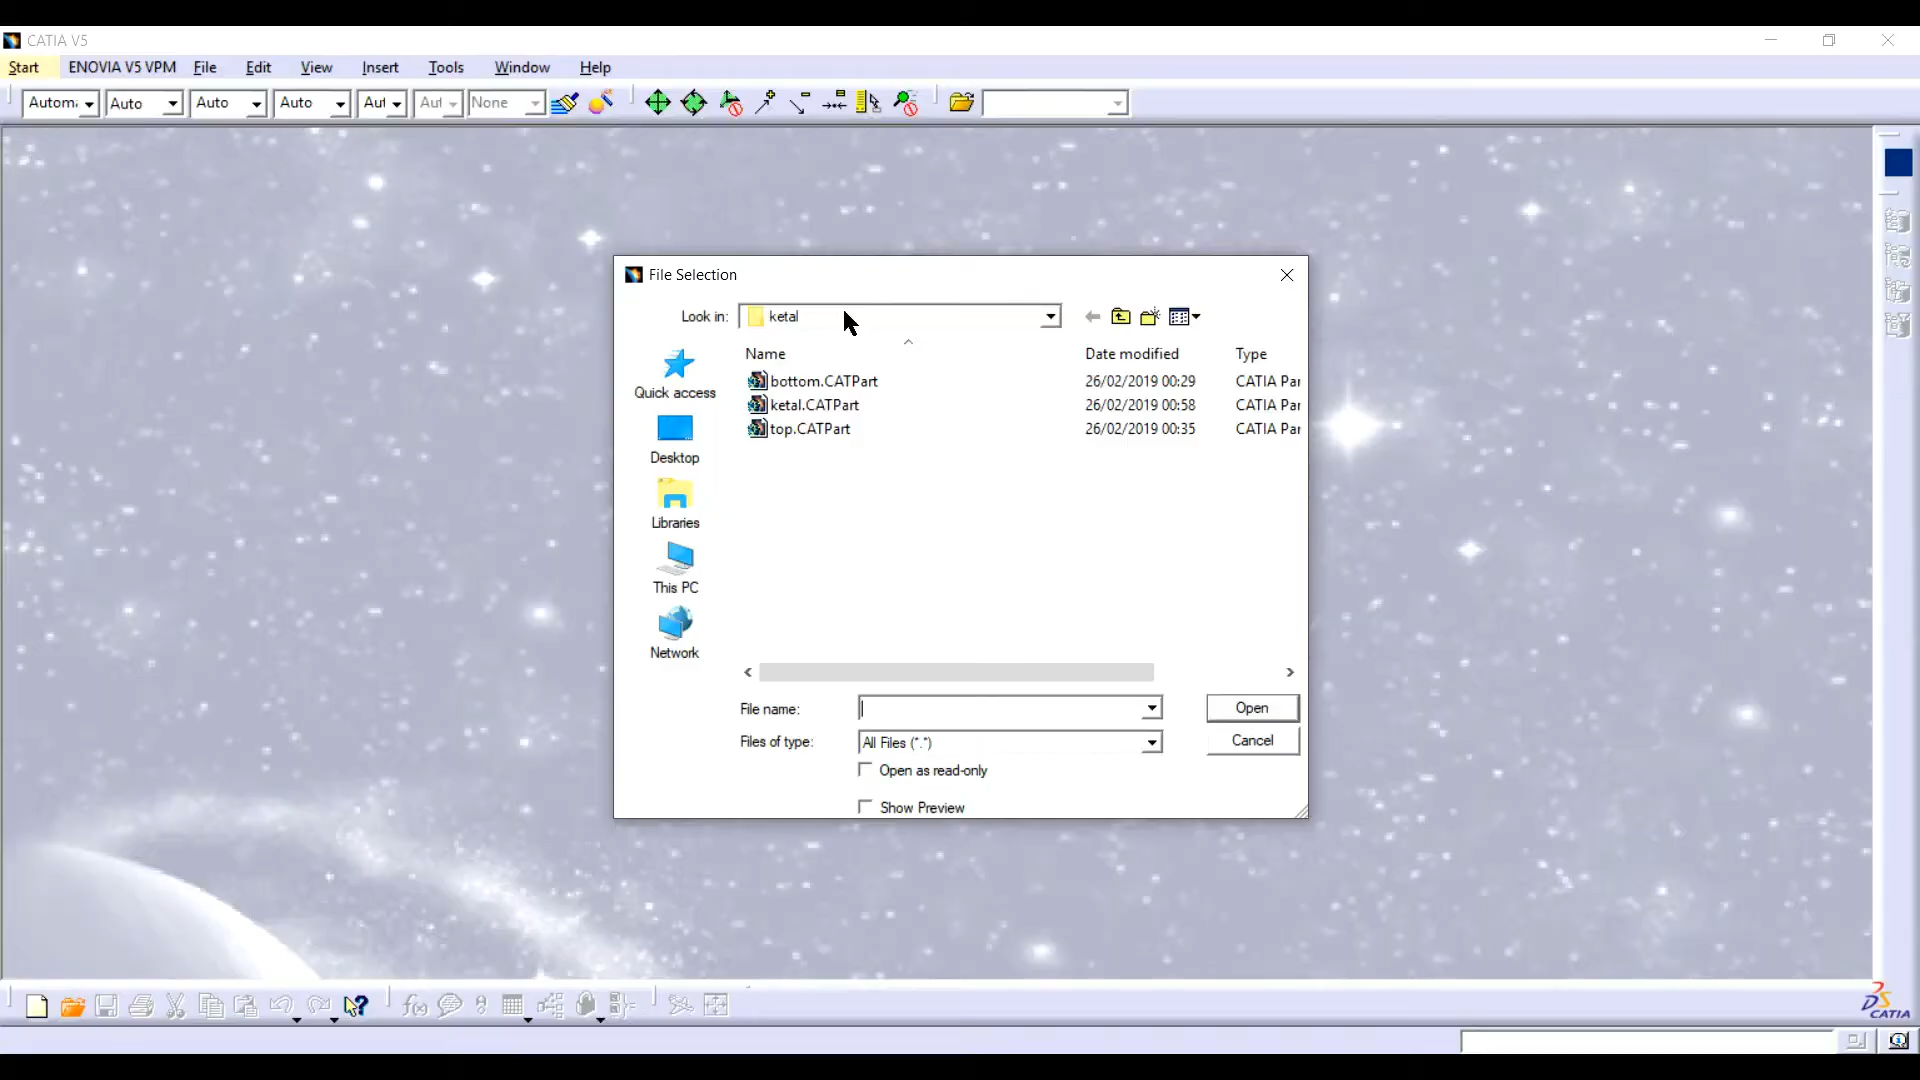 CATIA V5
Start ENOVIA V5 VPM File Edit View Insert Tools Window Help
Automa Auto Auto Auto Aut Aut None
File Selection
Look in: ketal
Name Date modified Type
bottom.CATPart 26/02/2019 00:29 CATIA Par
ketal.CATPart 26/02/2019 00:58 CATIA Par
top.CATPart 26/02/2019 00:35 CATIA Par
Quick access
Desktop
Libraries
This PC
Network
File name: Open
Files of type: All Files (*.*) Cancel
Open as read-only
Show Preview
f(x)
CATIA